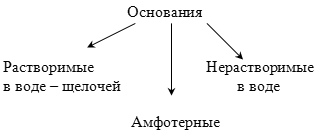 Основания
Растворимые
в воде – щелочей
Нерастворимые
в воде
Амфотерные